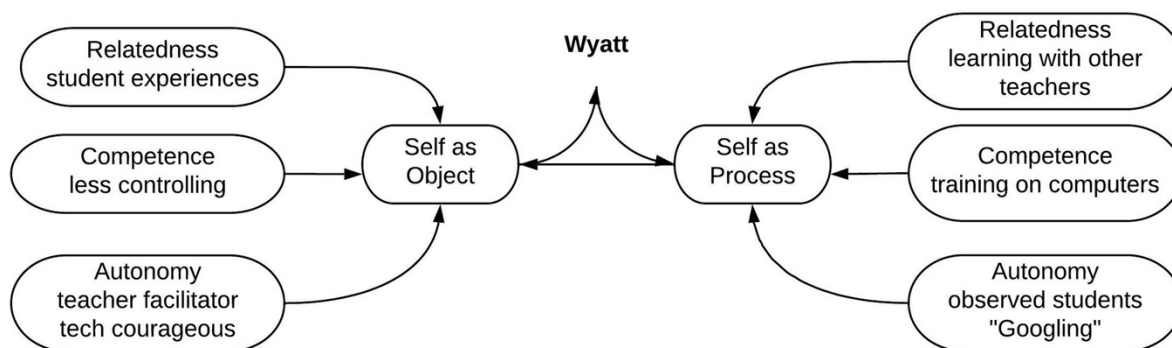 Wyatt
Relatedness
student experiences
Competence
less controlling
Autonomy
teacher facilitator
tech courageous
Self as
Object
Self as
Process
Relatedness
learning with other
teachers
Competence
training on computers
Autonomy
observed students
"Googling"